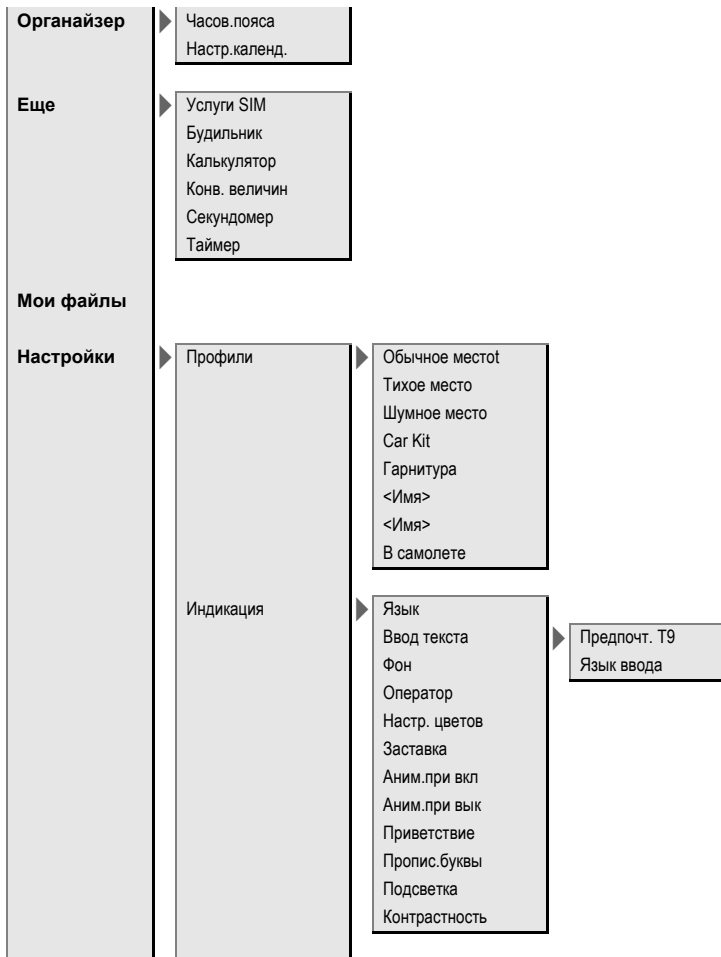 Органайзер
Часов.пояса
Настр.календ.
Еще
Услуги SIM
Будильник
Калькулятор
Конв. величин
Секундомер
Таймер
Мои файлы
Настройки
Профили
Обычное местоt
Тихое место
Шумное место
Car Kit
Гарнитура
<Имя>
<Имя>
В самолете
Индикация
Язык
Ввод текста
Предпочт. T9
Фон
Язык ввода
Оператор
Настр. цветов
Заставка
Аним.при вкл
Аним.при вык
Приветствие
Пропис.буквы
Подсветка
Контрастность